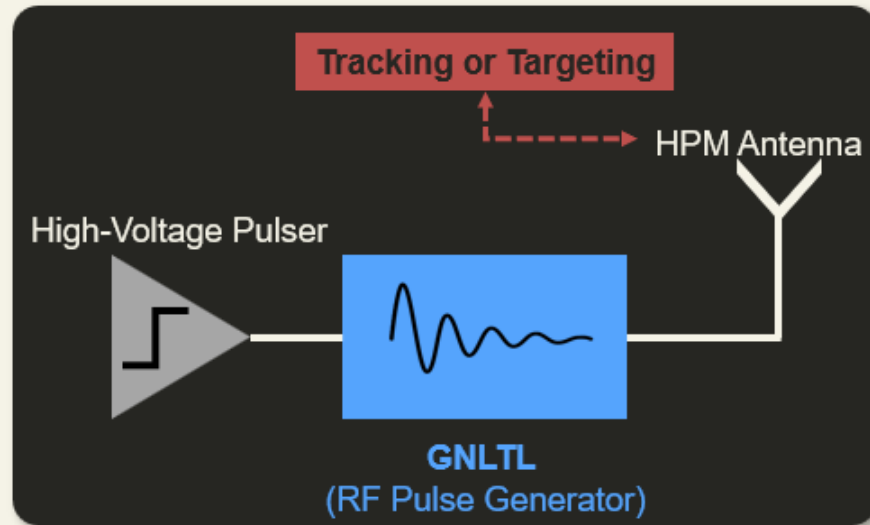 Tracking or Targeting
HPM Antenna
High-Voltage Pulser
GNLTL
(RF Pulse Generator)